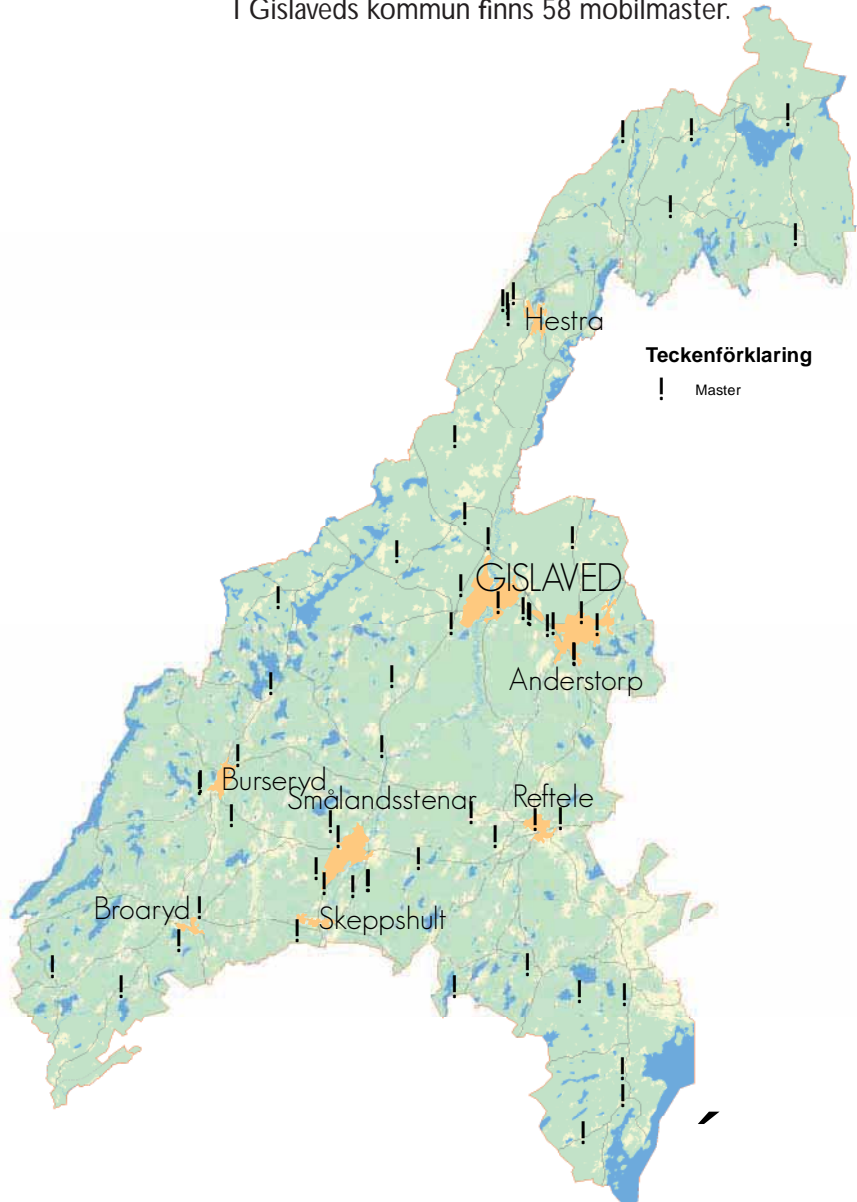 I Gislaveds kommun finns 58 mobilmaster.
Hestra
Teckenförklaring
! Master
GISLAVED
Anderstorp
Burseryd
Smålandsstenar
Reftele
Broaryd
Skeppshult